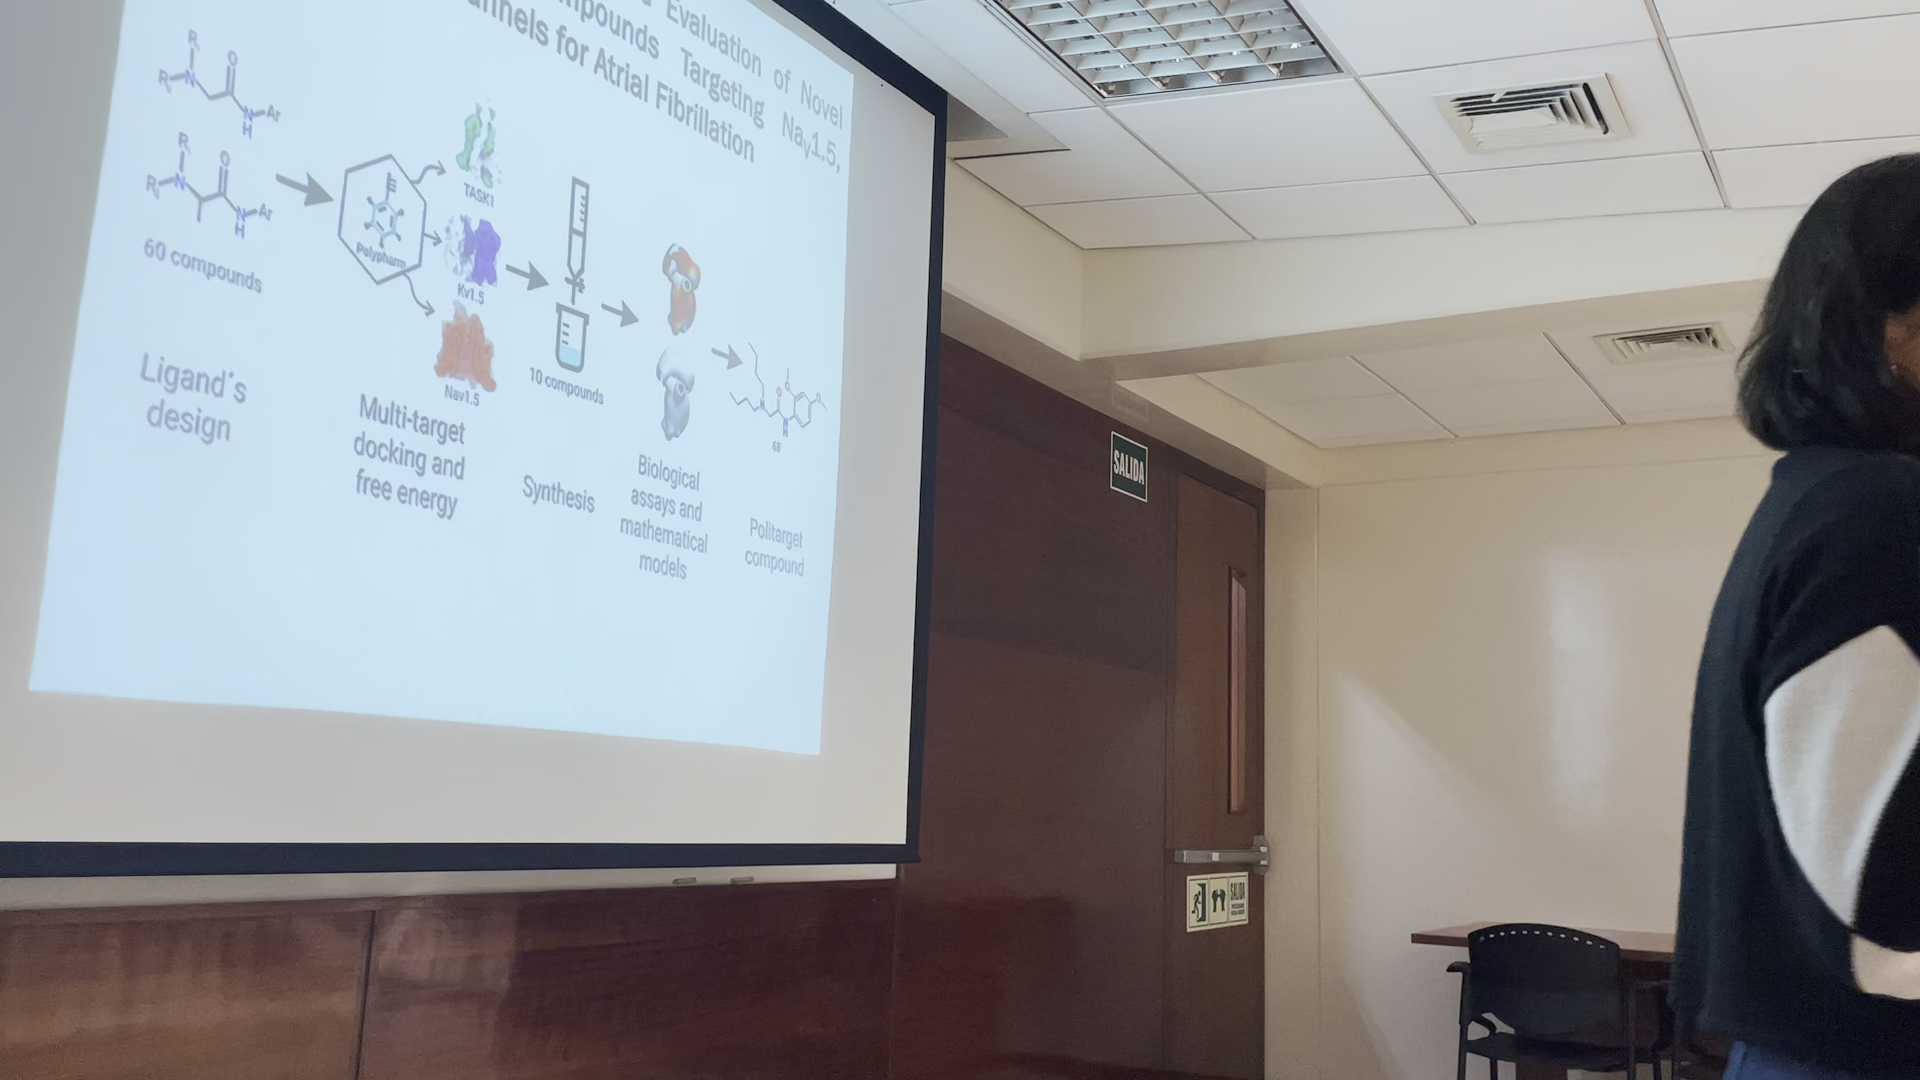 Evaluation of Novel
Targeting Nav1.5,
for Atrial Fibrillation
R
R
N
O
N
H
Ar
R
R
N
O
N
H
Ar
60 compounds
Polypharm
TASK1
Kv1.5
Nav1.5
10 compounds
6F
Ligand´s
design
Multi-target
docking and
free energy
Synthesis
Biological
assays and
mathematical
models
Politarget
compound
SALIDA
SALIDA